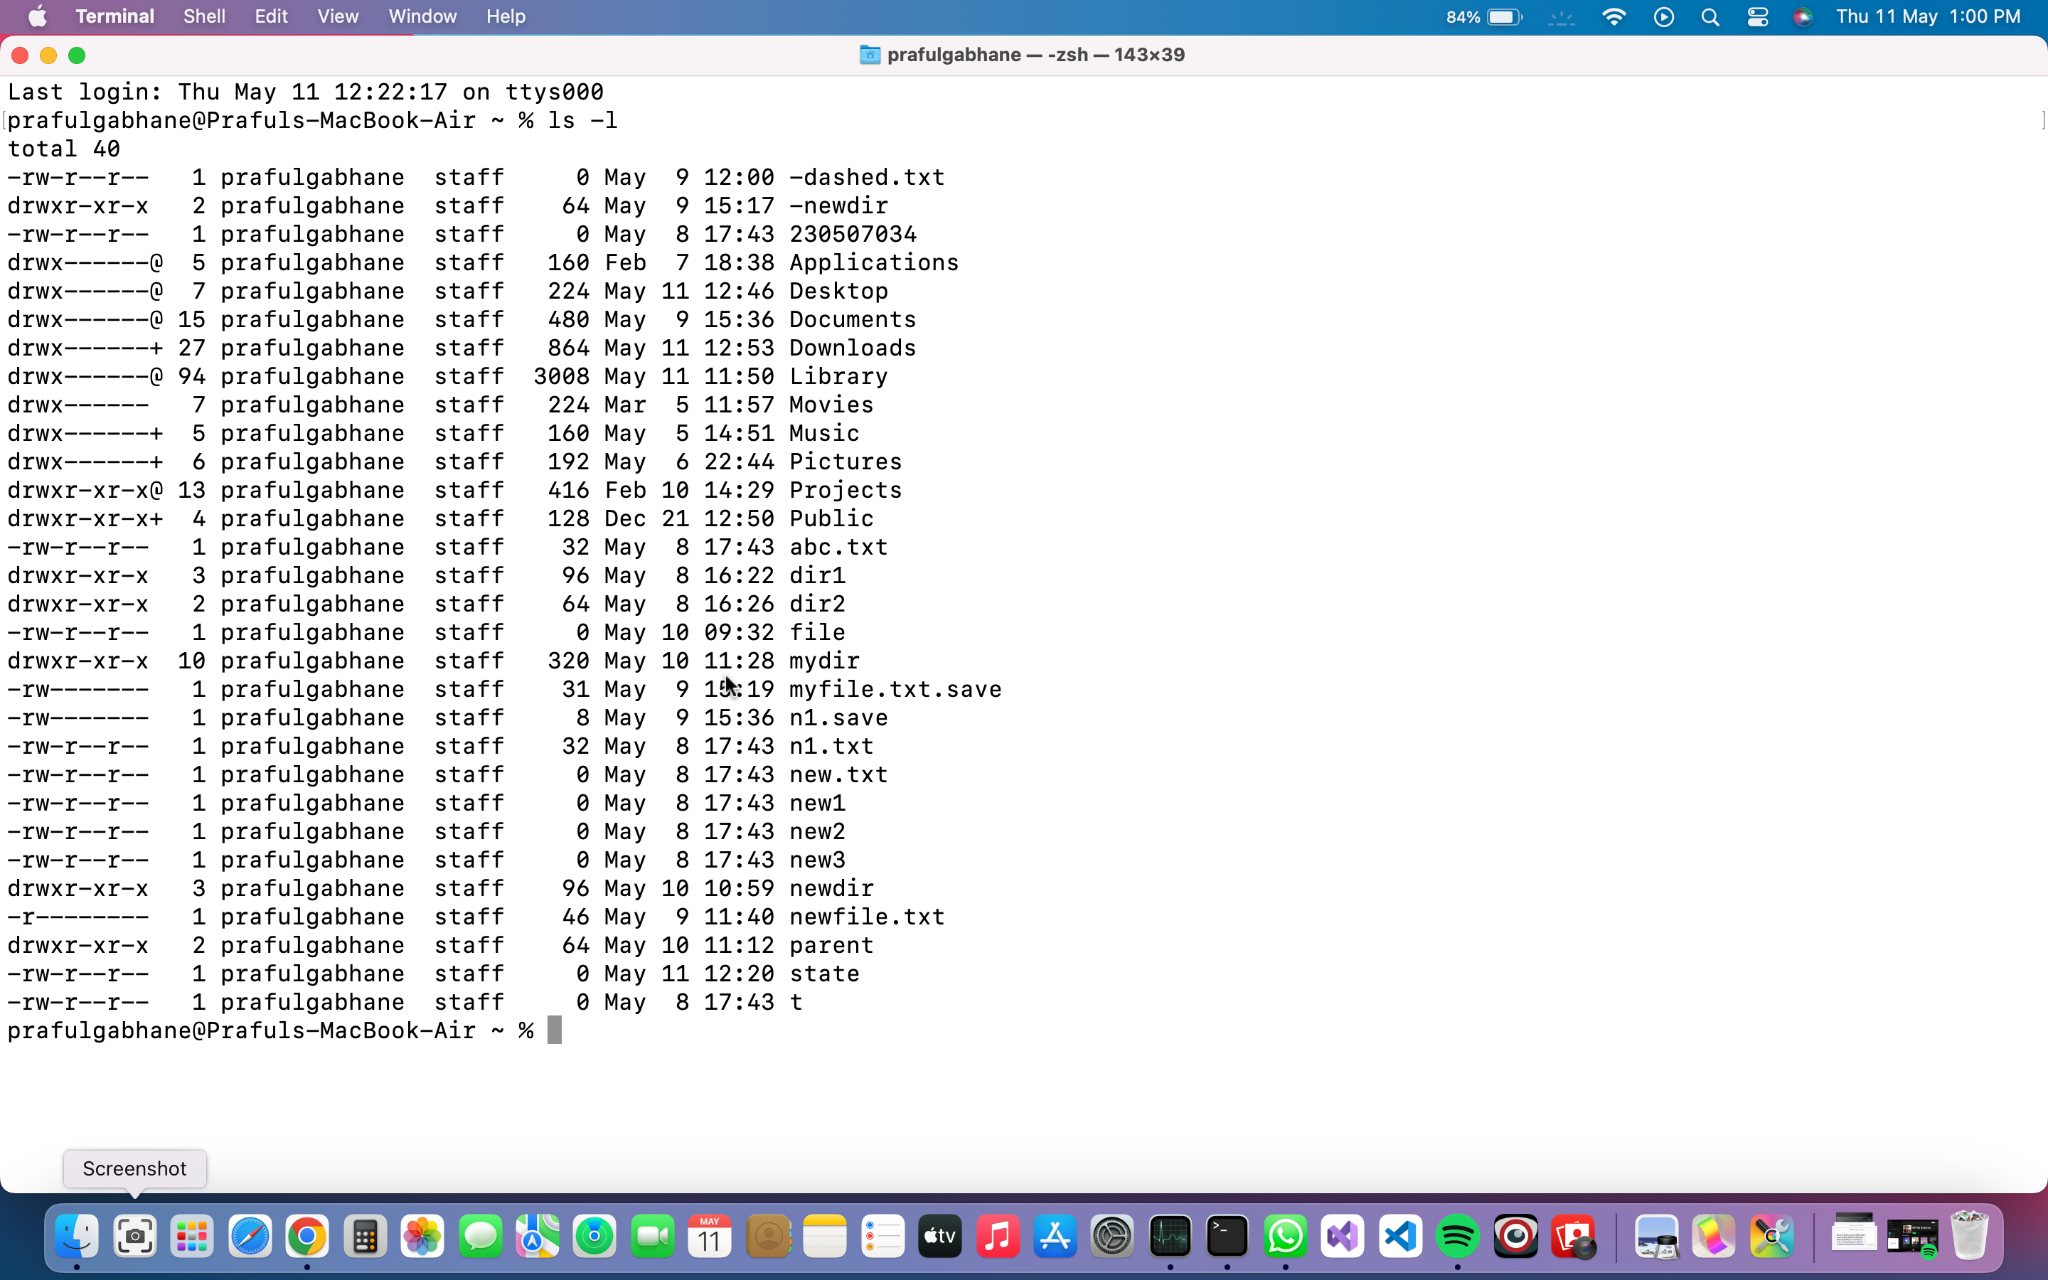 Terminal Shell Edit View Window Help 84% Thu 11 May 1:00 PM
prafulgabhane — -zsh — 143×39
Last login: Thu May 11 12:22:17 on ttys000
[prafulgabhane@Prafuls-MacBook-Air ~ % ls -l ]
total 40
-rw-r--r--   1 prafulgabhane  staff     0 May  9 12:00 -dashed.txt
drwxr-xr-x   2 prafulgabhane  staff    64 May  9 15:17 -newdir
-rw-r--r--   1 prafulgabhane  staff     0 May  8 17:43 230507034
drwx------@  5 prafulgabhane  staff   160 Feb  7 18:38 Applications
drwx------@  7 prafulgabhane  staff   224 May 11 12:46 Desktop
drwx------@ 15 prafulgabhane  staff   480 May  9 15:36 Documents
drwx------+ 27 prafulgabhane  staff   864 May 11 12:53 Downloads
drwx------@ 94 prafulgabhane  staff  3008 May 11 11:50 Library
drwx------   7 prafulgabhane  staff   224 Mar  5 11:57 Movies
drwx------+  5 prafulgabhane  staff   160 May  5 14:51 Music
drwx------+  6 prafulgabhane  staff   192 May  6 22:44 Pictures
drwxr-xr-x@ 13 prafulgabhane  staff   416 Feb 10 14:29 Projects
drwxr-xr-x+  4 prafulgabhane  staff   128 Dec 21 12:50 Public
-rw-r--r--   1 prafulgabhane  staff    32 May  8 17:43 abc.txt
drwxr-xr-x   3 prafulgabhane  staff    96 May  8 16:22 dir1
drwxr-xr-x   2 prafulgabhane  staff    64 May  8 16:26 dir2
-rw-r--r--   1 prafulgabhane  staff     0 May 10 09:32 file
drwxr-xr-x  10 prafulgabhane  staff   320 May 10 11:28 mydir
-rw-------   1 prafulgabhane  staff    31 May  9 myfile.txt.save
-rw-------   1 prafulgabhane  staff     8 May  9 15:36 n1.save
-rw-r--r--   1 prafulgabhane  staff    32 May  8 17:43 n1.txt
-rw-r--r--   1 prafulgabhane  staff     0 May  8 17:43 new.txt
-rw-r--r--   1 prafulgabhane  staff     0 May  8 17:43 new1
-rw-r--r--   1 prafulgabhane  staff     0 May  8 17:43 new2
-rw-r--r--   1 prafulgabhane  staff     0 May  8 17:43 new3
drwxr-xr-x   3 prafulgabhane  staff    96 May 10 10:59 newdir
-r--------   1 prafulgabhane  staff    46 May  9 11:40 newfile.txt
drwxr-xr-x   2 prafulgabhane  staff    64 May 10 11:12 parent
-rw-r--r--   1 prafulgabhane  staff     0 May 11 12:20 state
-rw-r--r--   1 prafulgabhane  staff     0 May  8 17:43 t
prafulgabhane@Prafuls-MacBook-Air ~ %
Screenshot
MAY
11
tv
>_